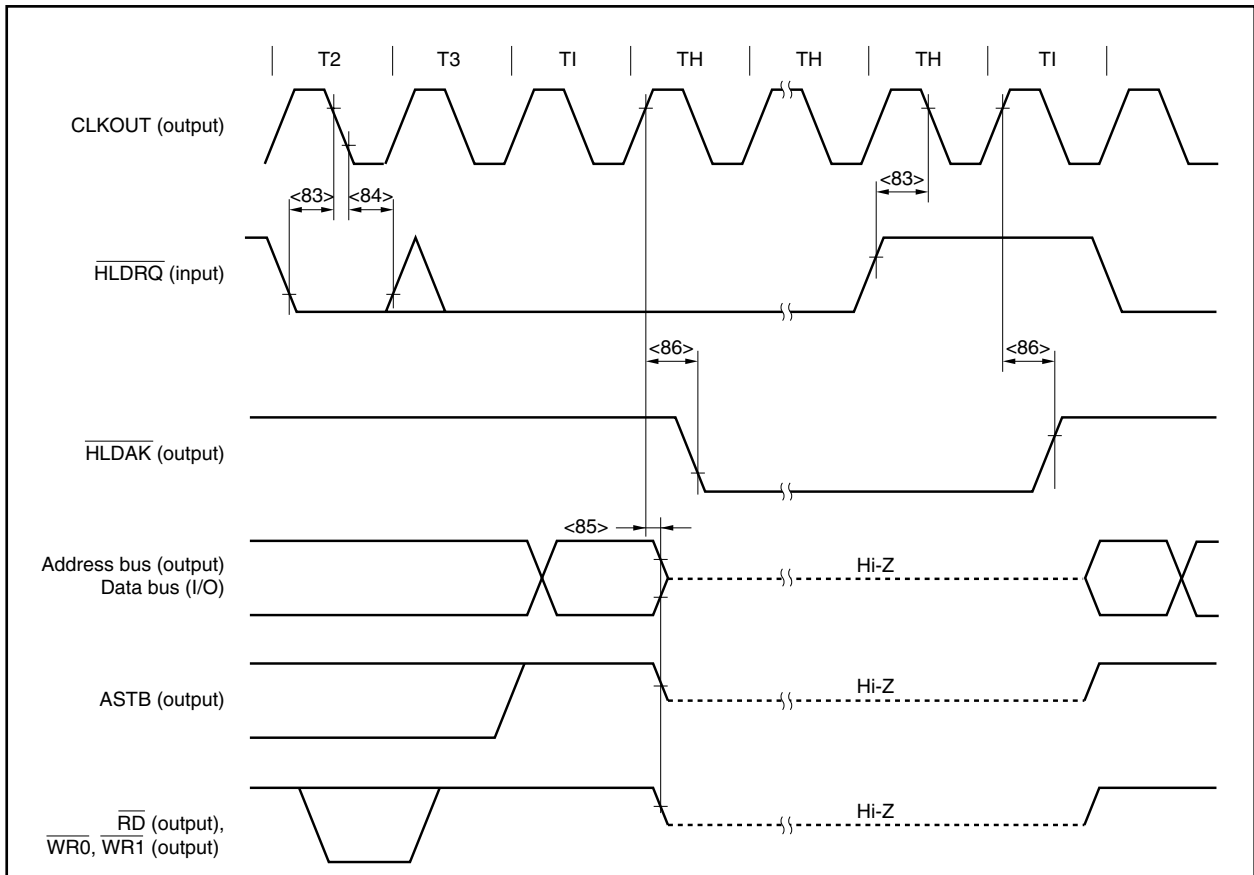 T2 T3 TI TH TH TH TI
CLKOUT (output)
<83> <84> <83>
HLDRQ (input)
<86> <86>
HLDAK (output)
<85>
Address bus (output)
Data bus (I/O)
Hi-Z
ASTB (output)
Hi-Z
RD (output),
WR0, WR1 (output)
Hi-Z